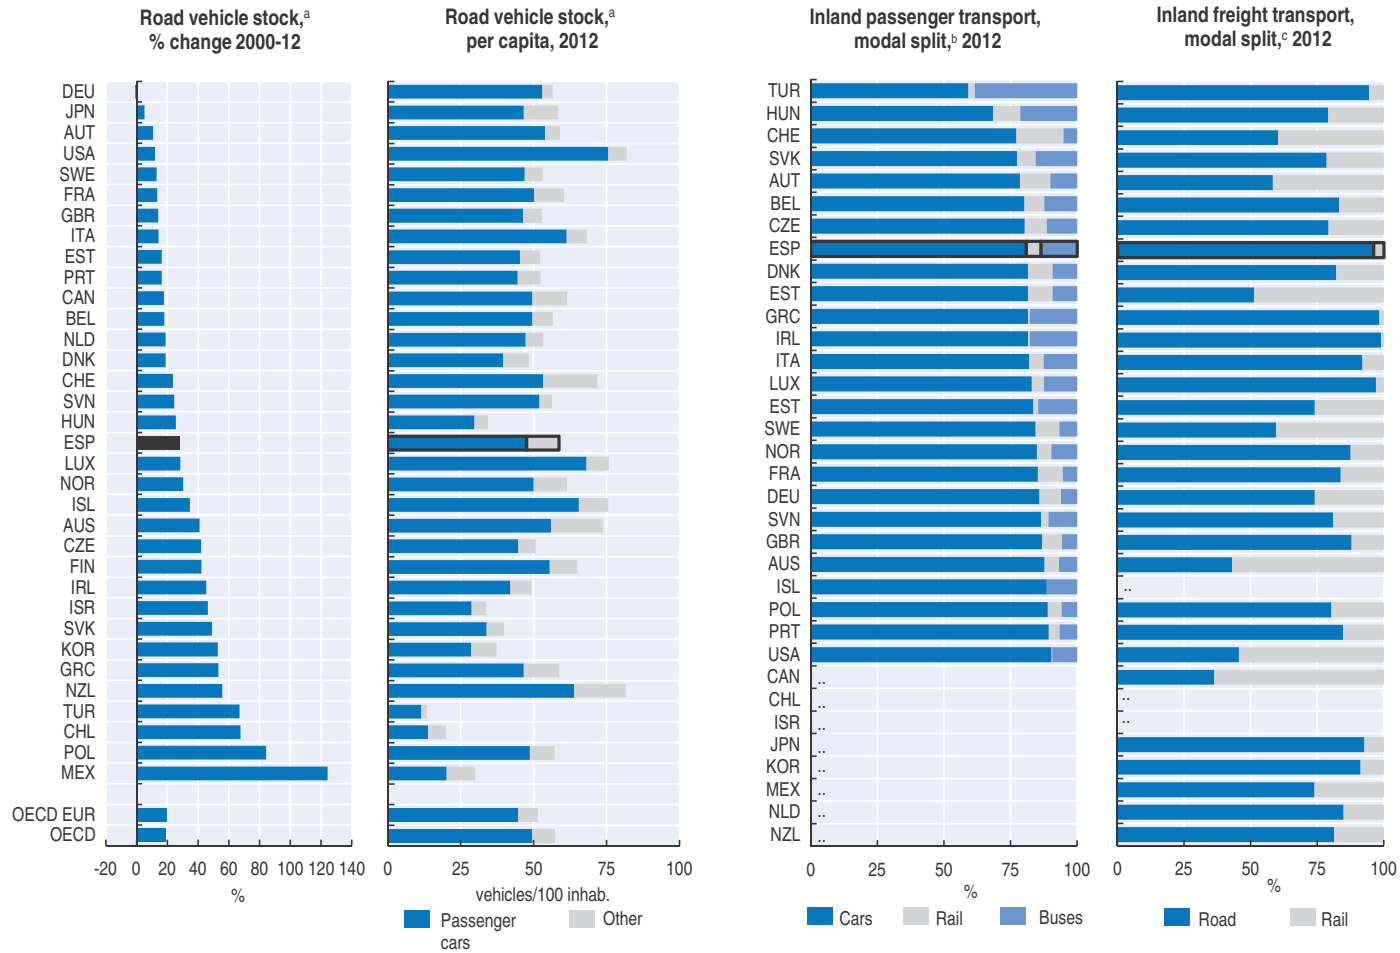 Road vehicle stock,ᵃ
% change 2000-12
Road vehicle stock,ᵃ
per capita, 2012
Inland passenger transport,
modal split,ᵇ 2012
Inland freight transport,
modal split,ᶜ 2012
DEU
JPN
AUT
USA
SWE
FRA
GBR
ITA
EST
PRT
CAN
BEL
NLD
DNK
CHE
SVN
HUN
ESP
LUX
NOR
ISL
AUS
CZE
FIN
IRL
ISR
SVK
KOR
GRC
NZL
TUR
CHL
POL
MEX
OECD EUR
OECD
-20 0 20 40 60 80 100 120 140
%
0 25 50 75 100
vehicles/100 inhab.
Passenger
cars
Other
TUR
HUN
CHE
SVK
AUT
BEL
CZE
ESP
DNK
EST
GRC
IRL
ITA
LUX
EST
SWE
NOR
FRA
DEU
SVN
GBR
AUS
ISL ..
POL
PRT
USA
CAN ..
CHL .. ..
ISR .. ..
JPN ..
KOR ..
MEX ..
NLD ..
NZL ..
0 25 50 75 100
%
0 25 50 75 100
%
Cars Rail Buses
Road Rail